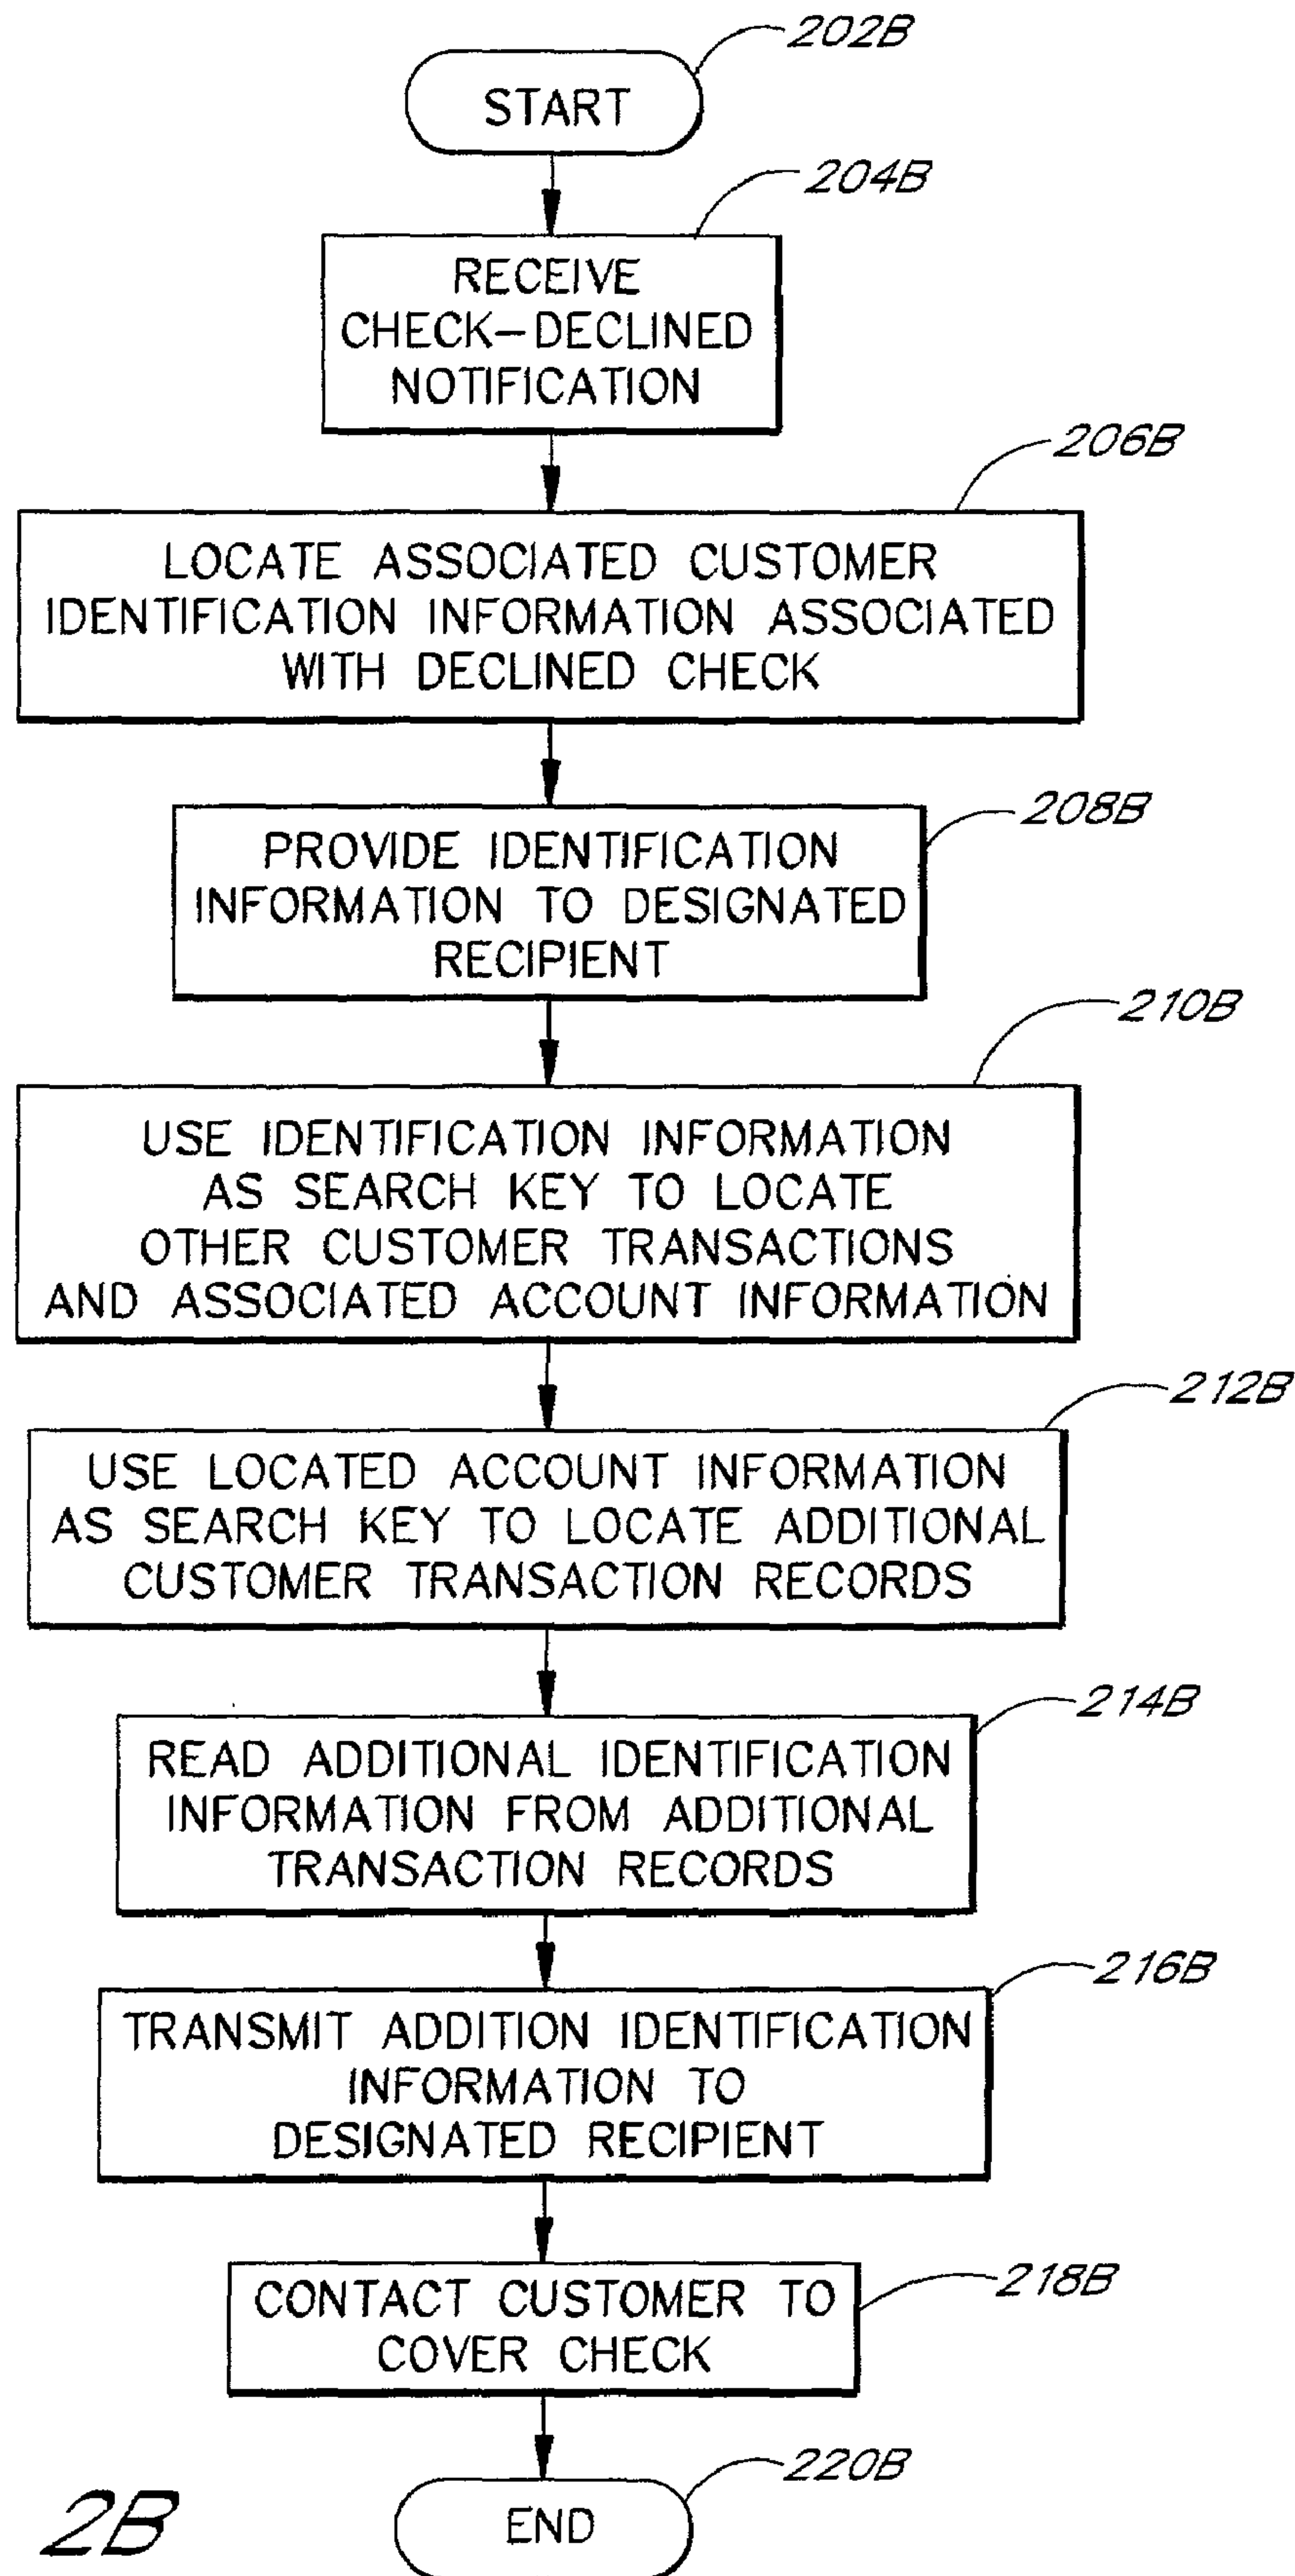 202B
START
204B
RECEIVE
CHECK-DECLINED
NOTIFICATION
206B
LOCATE ASSOCIATED CUSTOMER
IDENTIFICATION INFORMATION ASSOCIATED
WITH DECLINED CHECK
208B
PROVIDE IDENTIFICATION
INFORMATION TO DESIGNATED
RECIPIENT
210B
USE IDENTIFICATION INFORMATION
AS SEARCH KEY TO LOCATE
OTHER CUSTOMER TRANSACTIONS
AND ASSOCIATED ACCOUNT INFORMATION
212B
USE LOCATED ACCOUNT INFORMATION
AS SEARCH KEY TO LOCATE ADDITIONAL
CUSTOMER TRANSACTION RECORDS
214B
READ ADDITIONAL IDENTIFICATION
INFORMATION FROM ADDITIONAL
TRANSACTION RECORDS
216B
TRANSMIT ADDITION IDENTIFICATION
INFORMATION TO
DESIGNATED RECIPIENT
218B
CONTACT CUSTOMER TO
COVER CHECK
220B
END
2B